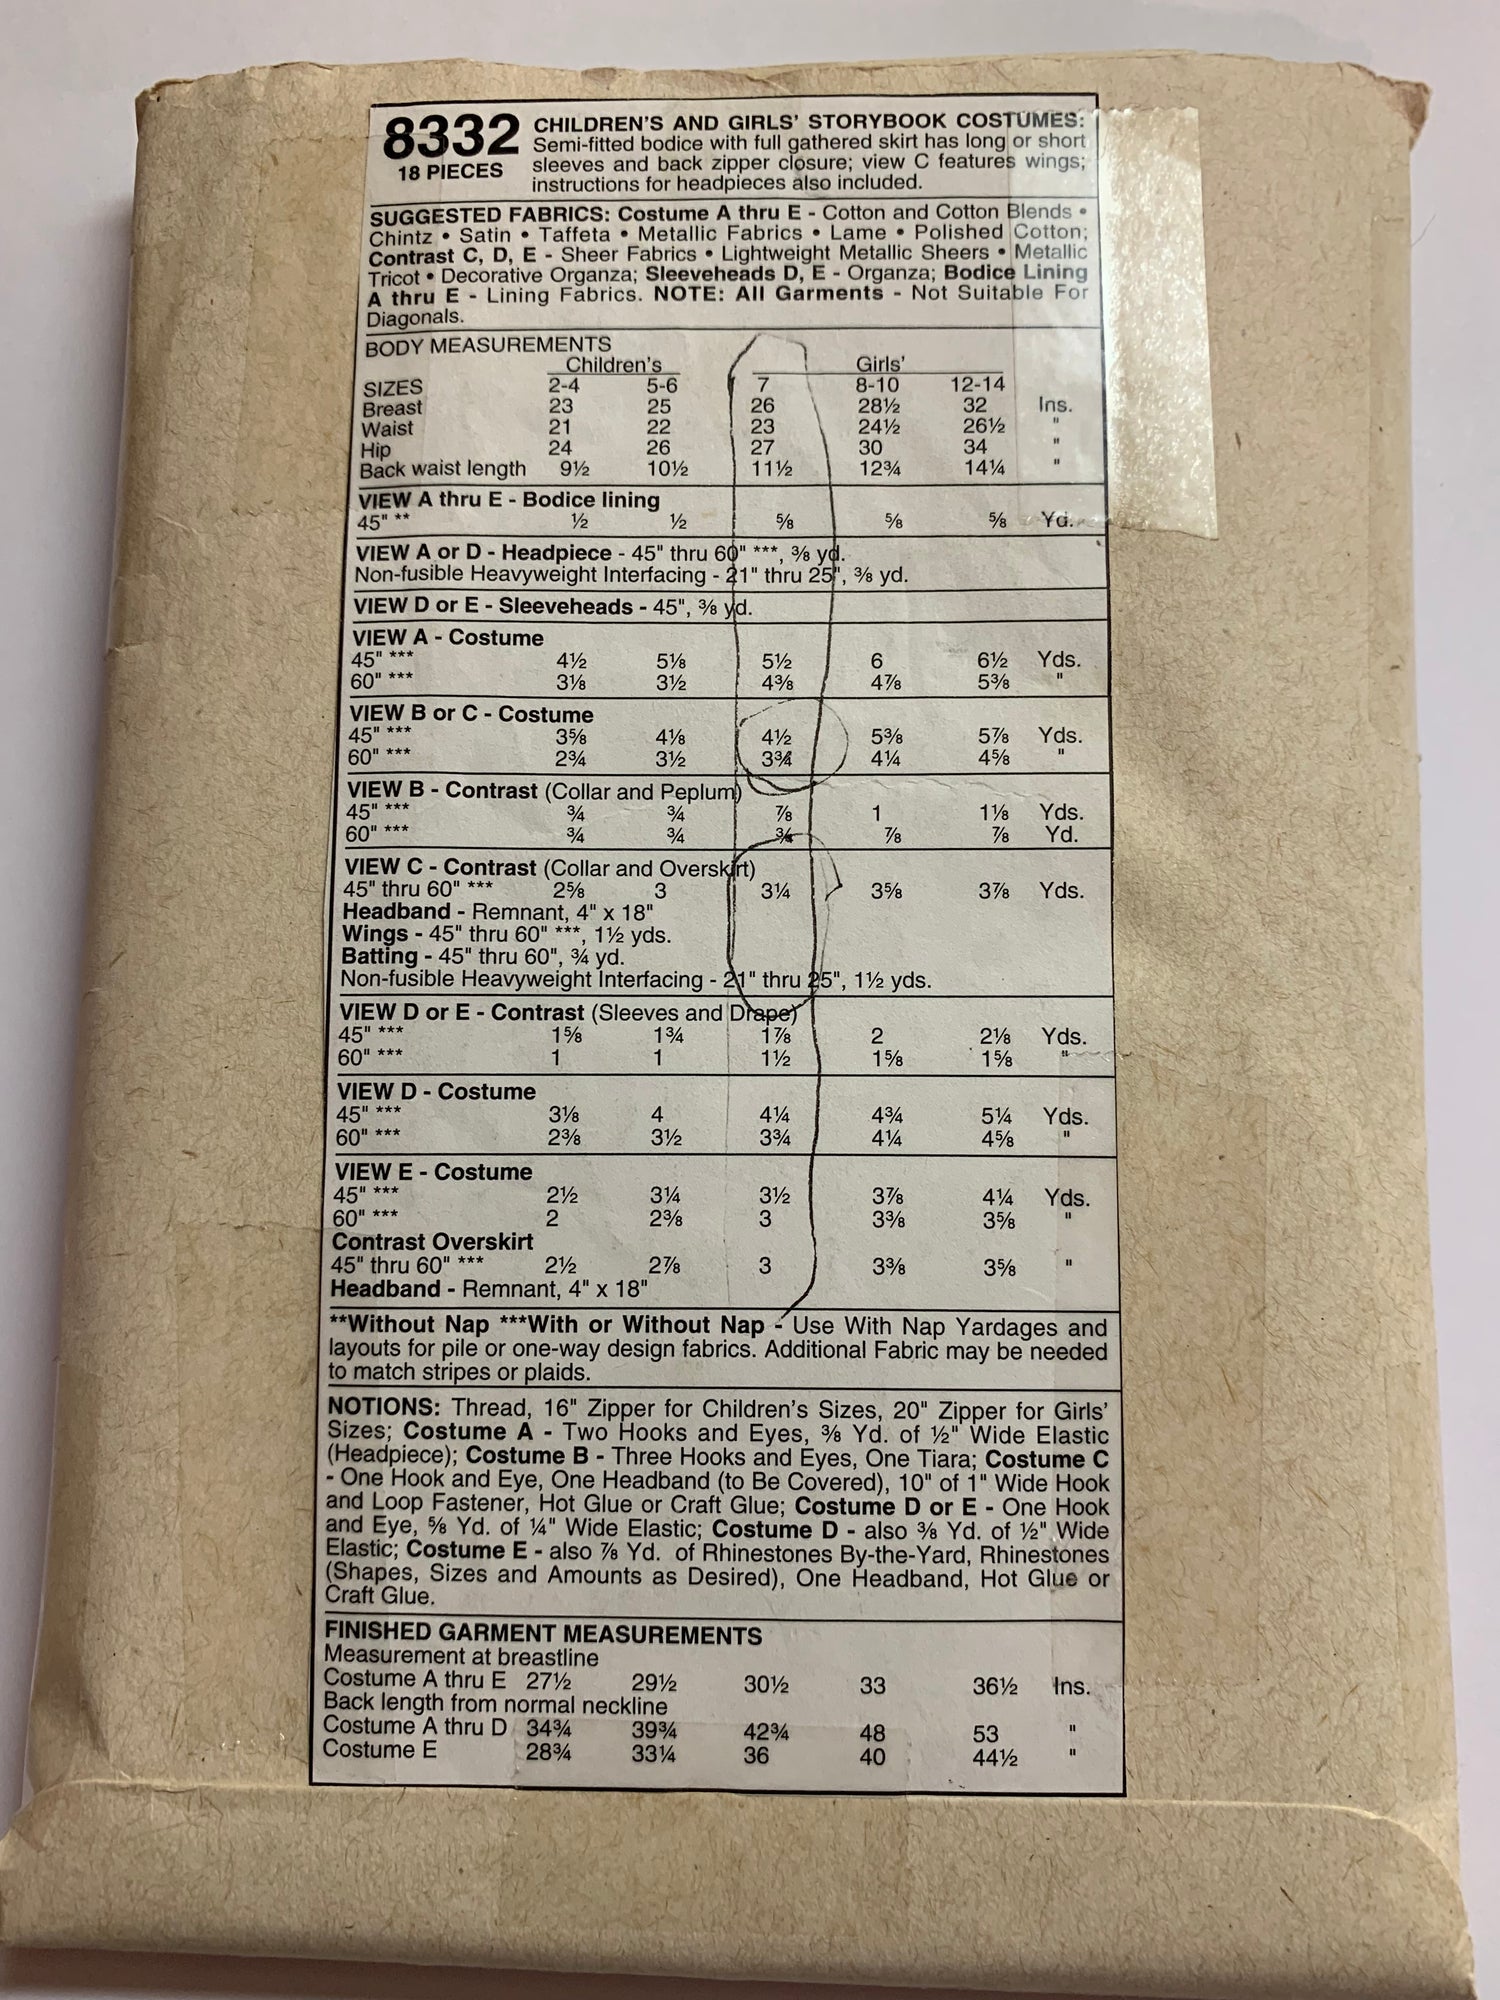 8332
18 PIECES
CHILDREN'S AND GIRLS' STORYBOOK COSTUMES:
Semi-fitted bodice with full gathered skirt has long or short
sleeves and back zipper closure; view C features wings;
instructions for headpieces also included.
SUGGESTED FABRICS: Costume A thru E - Cotton and Cotton Blends •
Chintz • Satin • Taffeta • Metallic Fabrics • Lame • Polished Cotton;
Contrast C, D, E - Sheer Fabrics • Lightweight Metallic Sheers • Metallic
Tricot • Decorative Organza; Sleeveheads D, E - Organza; Bodice Lining
A thru E - Lining Fabrics. NOTE: All Garments - Not Suitable For
Diagonals.
BODY MEASUREMENTS
Children's Girls'
SIZES 2-4 5-6 7 8-10 12-14
Breast 23 25 26 28½ 32 Ins.
Waist 21 22 23 24½ 26½ "
Hip 24 26 27 30 34 "
Back waist length 9½ 10½ 11½ 12¾ 14¼ "
VIEW A thru E - Bodice lining
45" ** ½ ½ ⅝ ⅝ ⅝ Yd.
VIEW A or D - Headpiece - 45" thru 60" ***, ⅜ yd.
Non-fusible Heavyweight Interfacing - 21" thru 25", ⅜ yd.
VIEW D or E - Sleeveheads - 45", ⅜ yd.
VIEW A - Costume
45" *** 4½ 5⅛ 5½ 6 6½ Yds.
60" *** 3⅛ 3½ 4⅜ 4⅞ 5⅜ "
VIEW B or C - Costume
45" *** 3⅝ 4⅛ 4½ 5⅜ 5⅞ Yds.
60" *** 2¾ 3½ 3¾ 4¼ 4⅝ "
VIEW B - Contrast (Collar and Peplum)
45" *** ¾ ¾ ⅞ 1 1⅛ Yds.
60" *** ¾ ¾ ¾ ⅞ ⅞ Yd.
VIEW C - Contrast (Collar and Overskirt)
45" thru 60" *** 2⅝ 3 3¼ 3⅝ 3⅞ Yds.
Headband - Remnant, 4" x 18"
Wings - 45" thru 60" ***, 1½ yds.
Batting - 45" thru 60", ¾ yd.
Non-fusible Heavyweight Interfacing - 21" thru 25", 1½ yds.
VIEW D or E - Contrast (Sleeves and Drape)
45" *** 1⅝ 1¾ 1⅞ 2 2⅛ Yds.
60" *** 1 1 1½ 1⅝ 1⅝ "
VIEW D - Costume
45" *** 3⅛ 4 4¼ 4¾ 5¼ Yds.
60" *** 2⅜ 3½ 3¾ 4¼ 4⅝ "
VIEW E - Costume
45" *** 2½ 3¼ 3½ 3⅞ 4¼ Yds.
60" *** 2 2⅜ 3 3⅜ 3⅝ "
Contrast Overskirt
45" thru 60" *** 2½ 2⅞ 3 3⅜ 3⅝ "
Headband - Remnant, 4" x 18"
**Without Nap ***With or Without Nap - Use With Nap Yardages and
layouts for pile or one-way design fabrics. Additional Fabric may be needed
to match stripes or plaids.
NOTIONS: Thread, 16" Zipper for Children's Sizes, 20" Zipper for Girls'
Sizes; Costume A - Two Hooks and Eyes, ⅜ Yd. of ½" Wide Elastic
(Headpiece); Costume B - Three Hooks and Eyes, One Tiara; Costume C
- One Hook and Eye, One Headband (to Be Covered), 10" of 1" Wide Hook
and Loop Fastener, Hot Glue or Craft Glue; Costume D or E - One Hook
and Eye, ⅝ Yd. of ¼" Wide Elastic; Costume D - also ⅜ Yd. of ½" Wide
Elastic; Costume E - also ⅞ Yd. of Rhinestones By-the-Yard, Rhinestones
(Shapes, Sizes and Amounts as Desired), One Headband, Hot Glue or
Craft Glue.
FINISHED GARMENT MEASUREMENTS
Measurement at breastline
Costume A thru E 27½ 29½ 30½ 33 36½ Ins.
Back length from normal neckline
Costume A thru D 34¾ 39¾ 42¾ 48 53 "
Costume E 28¾ 33¼ 36 40 44½ "